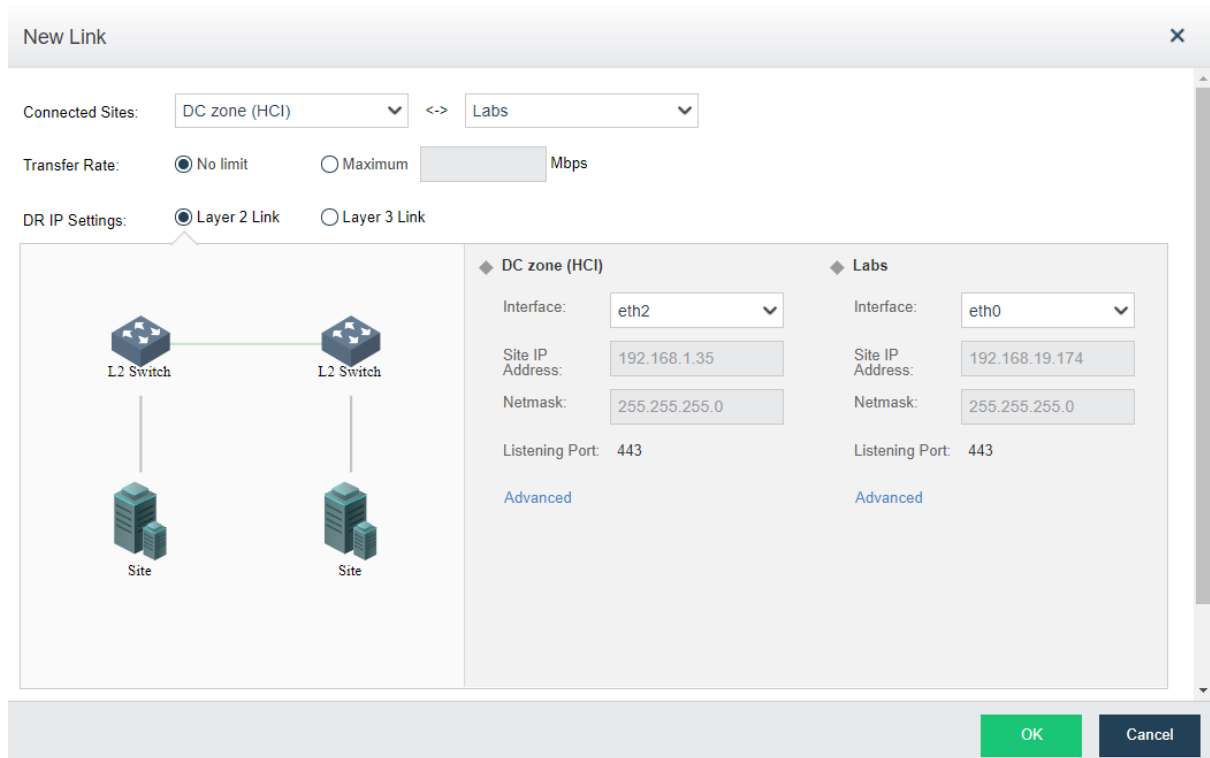 New Link
Connected Sites: DC zone (HCI) <-> Labs
Transfer Rate: No limit Maximum Mbps
DR IP Settings: Layer 2 Link Layer 3 Link
L2 Switch L2 Switch
Site Site
DC zone (HCI)
Interface: eth2
Site IP
Address: 192.168.1.35
Netmask: 255.255.255.0
Listening Port: 443
Advanced
Labs
Interface: eth0
Site IP
Address: 192.168.19.174
Netmask: 255.255.255.0
Listening Port: 443
Advanced
OK Cancel